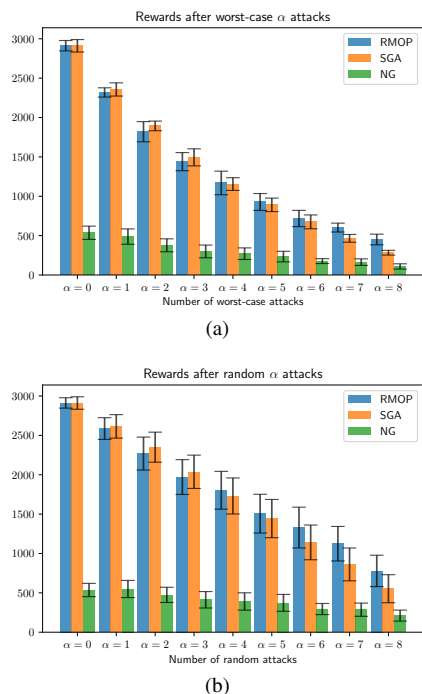 Rewards after worst-case α attacks
3000
2500
2000
1500
1000
500
0
RMOP
SGA
NG
α = 0 α = 1 α = 2 α = 3 α = 4 α = 5 α = 6 α = 7 α = 8
Number of worst-case attacks
(a)
Rewards after random α attacks
3000
2500
2000
1500
1000
500
0
RMOP
SGA
NG
α = 0 α = 1 α = 2 α = 3 α = 4 α = 5 α = 6 α = 7 α = 8
Number of random attacks
(b)